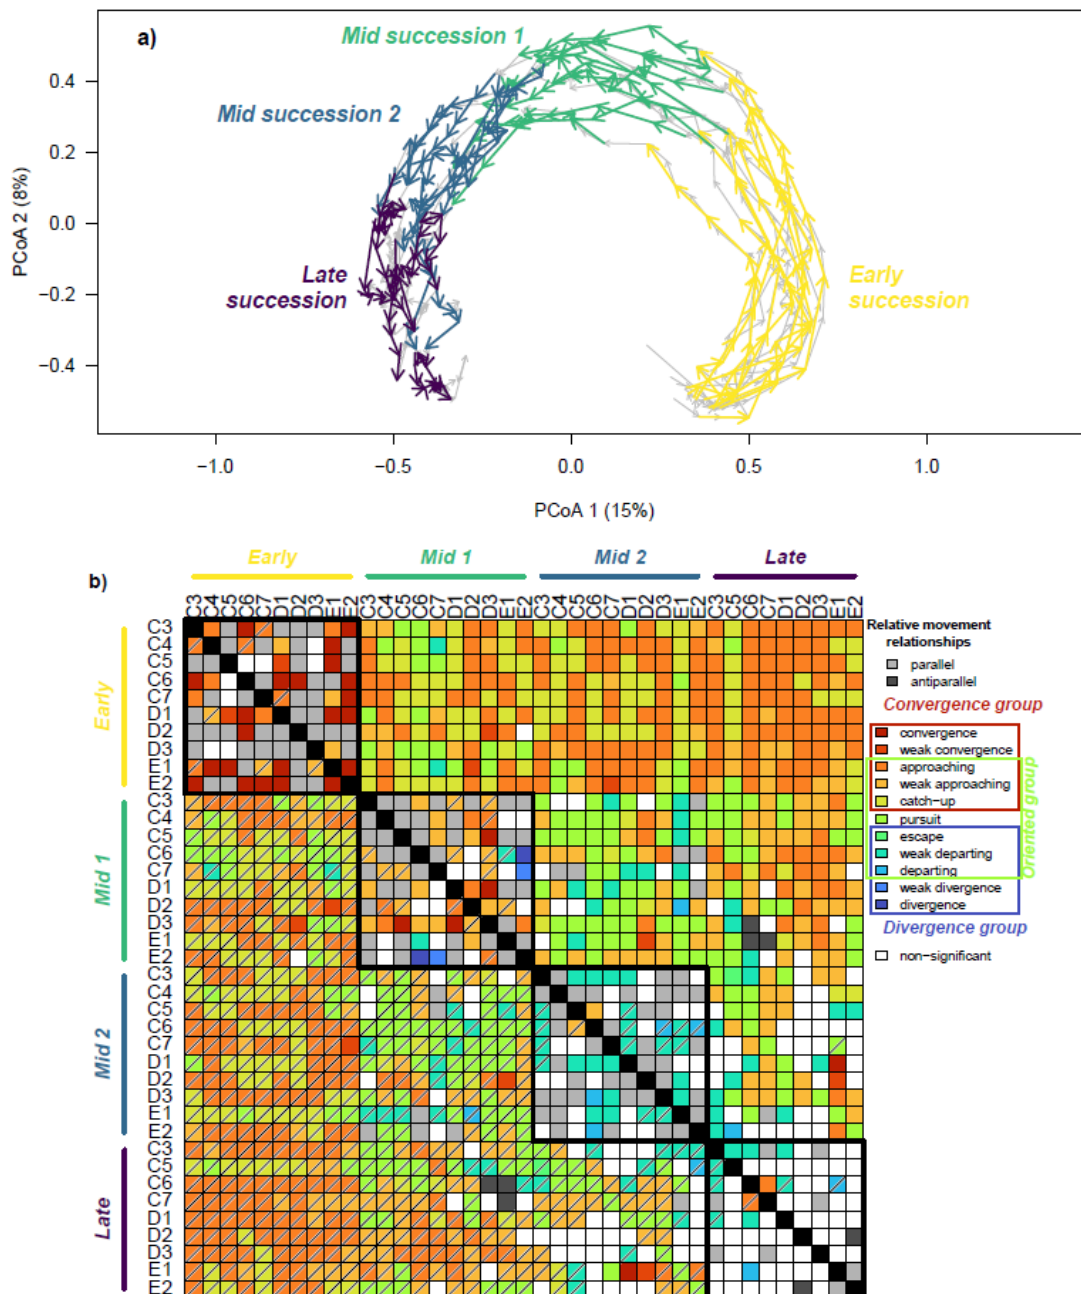 a)
Mid succession 1
Mid succession 2
Late
succession
Early
succession
PCoA 2 (8%)
0.4
0.2
0.0
−0.2
−0.4
−1.0 −0.5 0.0 0.5 1.0
PCoA 1 (15%)
b)
Early Mid 1 Mid 2 Late
C3 C4 C5 C6 C7 D1 D2 D3 E1 E2 C3 C4 C5 C6 C7 D1 D2 D3 E1 E2 C3 C4 C5 C6 C7 D1 D2 D3 E1 E2 C3 C5 C6 C7 D1 D2 D3 E1 E2
Early
C3
C4
C5
C6
C7
D1
D2
D3
E1
E2
Mid 1
C3
C4
C5
C6
C7
D1
D2
D3
E1
E2
Mid 2
C3
C4
C5
C6
C7
D1
D2
D3
E1
E2
Late
C3
C5
C6
C7
D1
D2
D3
E1
E2
Relative movement
relationships
parallel
antiparallel
Convergence group
convergence
weak convergence
approaching
weak approaching
catch−up
pursuit
escape
weak departing
departing
weak divergence
divergence
Oriented group
Divergence group
non−significant